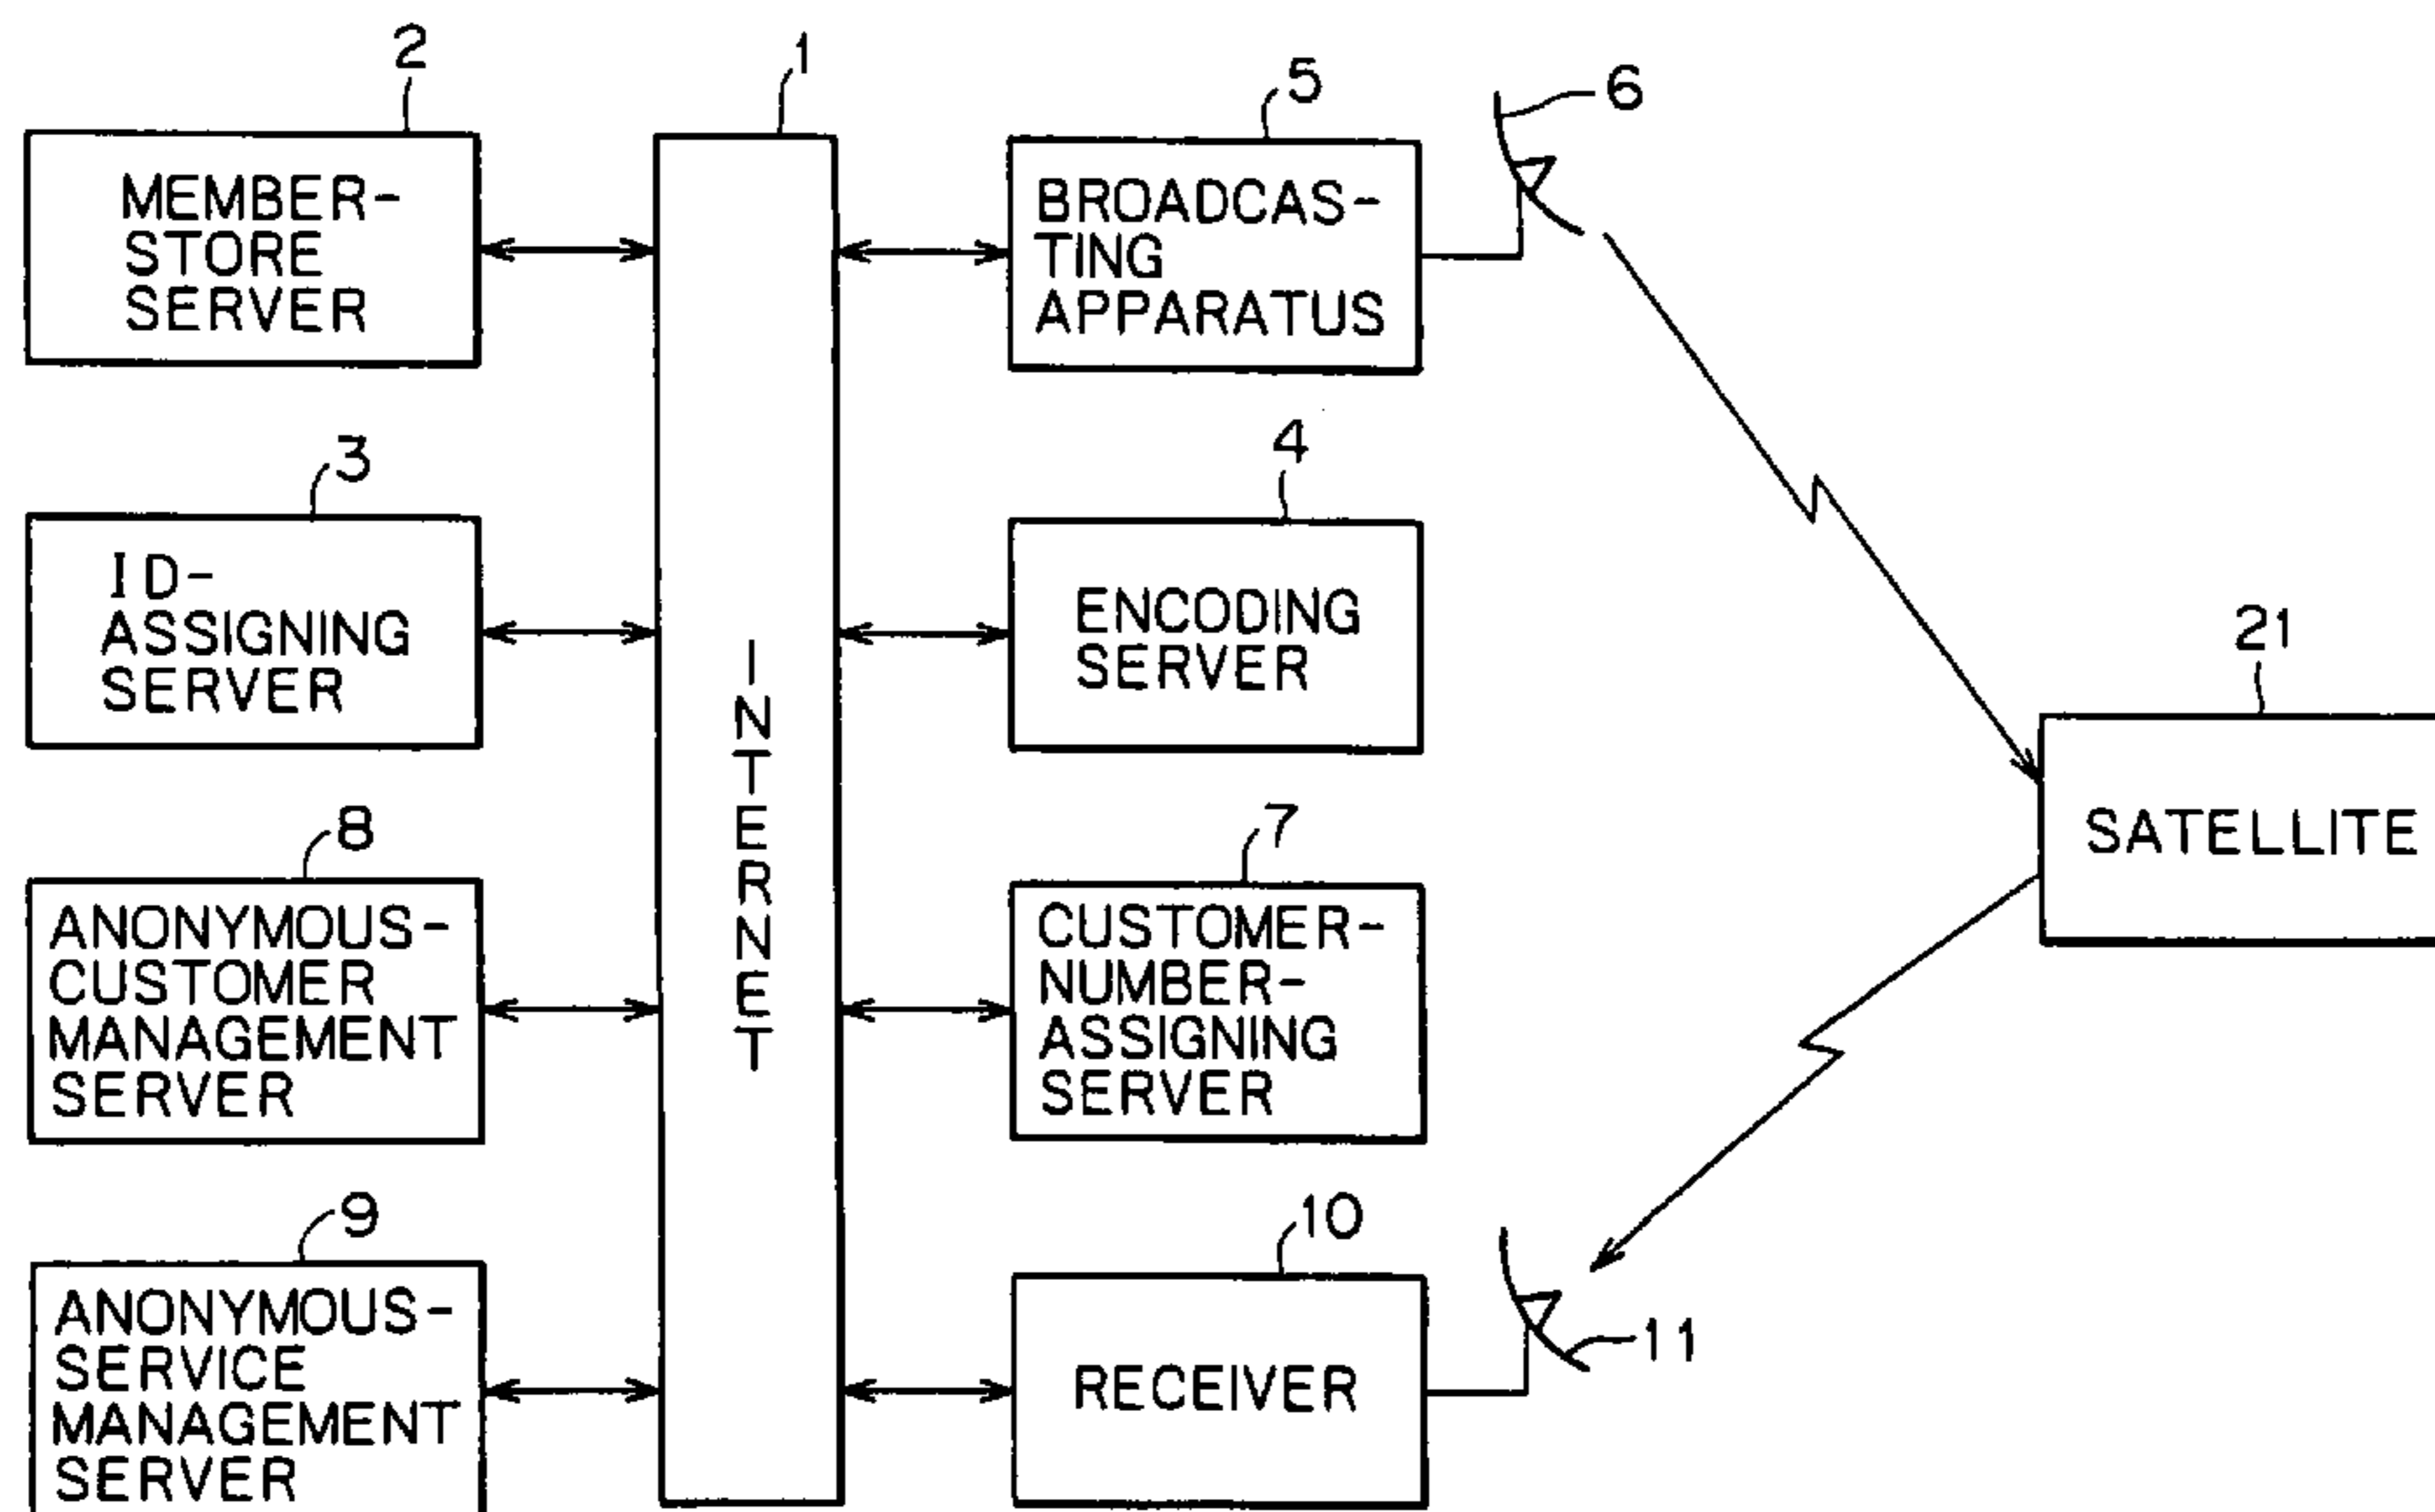 2
MEMBER-
STORE
SERVER
1
INTERNET
5
BROADCAS-
TING
APPARATUS
6
3
ID-
ASSIGNING
SERVER
4
ENCODING
SERVER
21
SATELLITE
8
ANONYMOUS-
CUSTOMER
MANAGEMENT
SERVER
7
CUSTOMER-
NUMBER-
ASSIGNING
SERVER
9
ANONYMOUS-
SERVICE
MANAGEMENT
SERVER
10
RECEIVER
11